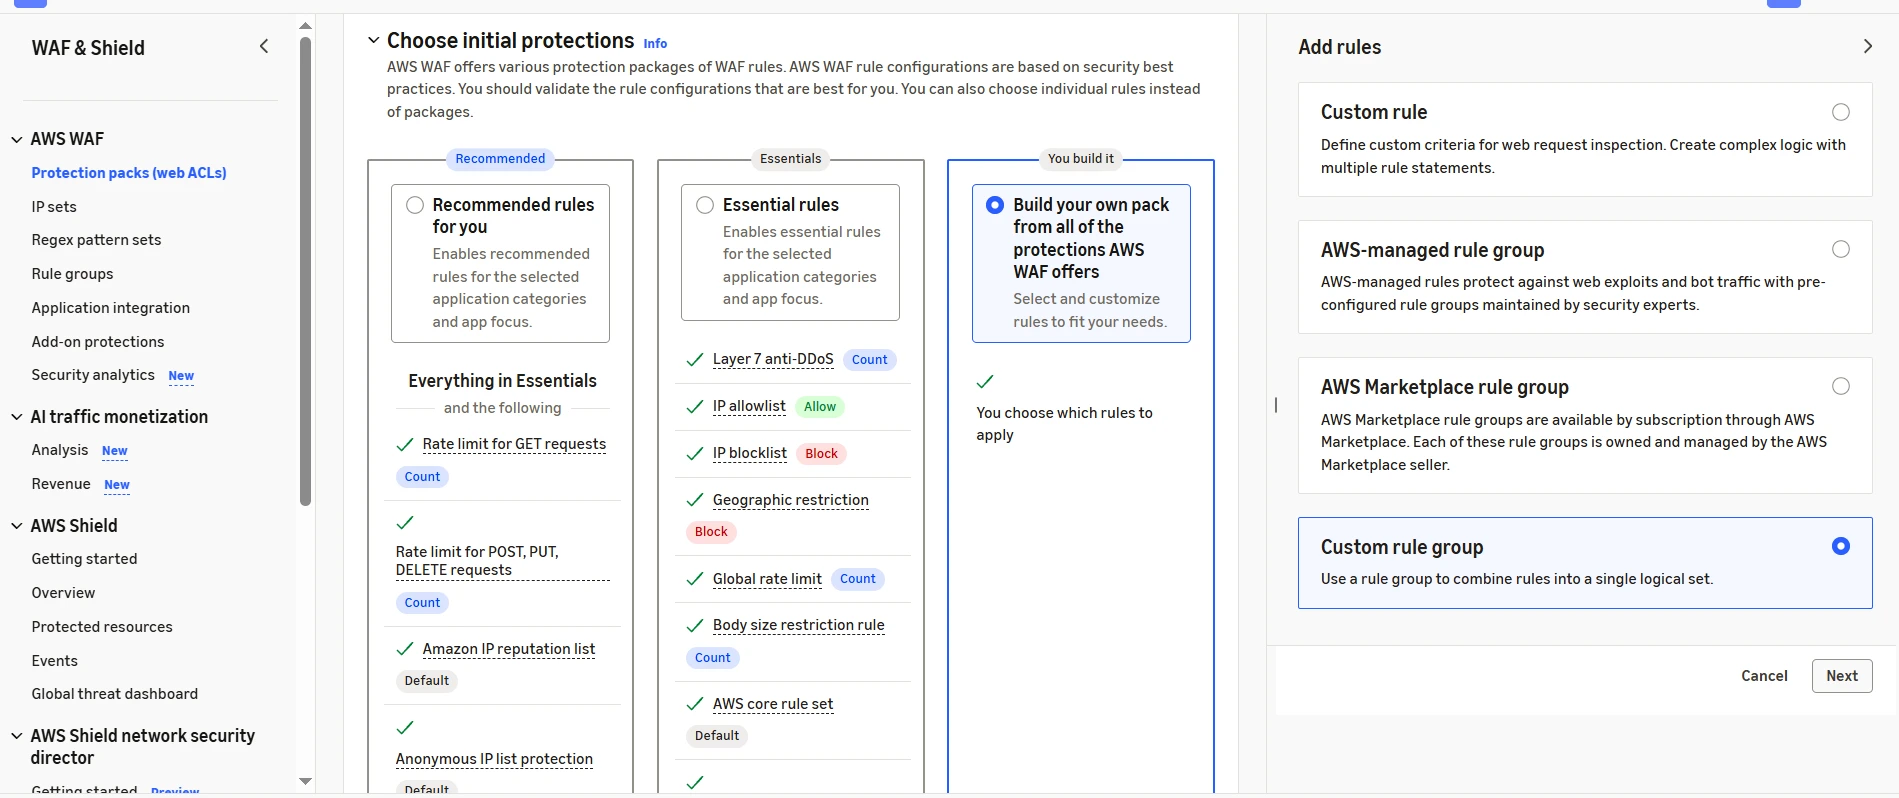 WAF & Shield
AWS WAF
Protection packs (web ACLs)
IP sets
Regex pattern sets
Rule groups
Application integration
Add-on protections
Security analytics New
AI traffic monetization
Analysis New
Revenue New
AWS Shield
Getting started
Overview
Protected resources
Events
Global threat dashboard
AWS Shield network security
director
Getting started Preview
Choose initial protections Info
AWS WAF offers various protection packages of WAF rules. AWS WAF rule configurations are based on security best
practices. You should validate the rule configurations that are best for you. You can also choose individual rules instead
of packages.
Recommended
Recommended rules
for you
Enables recommended
rules for the selected
application categories
and app focus.
Everything in Essentials
and the following
Rate limit for GET requests
Count
Rate limit for POST, PUT,
DELETE requests
Count
Amazon IP reputation list
Default
Anonymous IP list protection
Default
Essentials
Essential rules
Enables essential rules
for the selected
application categories
and app focus.
Layer 7 anti-DDoS Count
IP allowlist Allow
IP blocklist Block
Geographic restriction
Block
Global rate limit Count
Body size restriction rule
Count
AWS core rule set
Default
You build it
Build your own pack
from all of the
protections AWS
WAF offers
Select and customize
rules to fit your needs.
You choose which rules to
apply
Add rules
Custom rule
Define custom criteria for web request inspection. Create complex logic with
multiple rule statements.
AWS-managed rule group
AWS-managed rules protect against web exploits and bot traffic with pre-
configured rule groups maintained by security experts.
AWS Marketplace rule group
AWS Marketplace rule groups are available by subscription through AWS
Marketplace. Each of these rule groups is owned and managed by the AWS
Marketplace seller.
Custom rule group
Use a rule group to combine rules into a single logical set.
Cancel Next